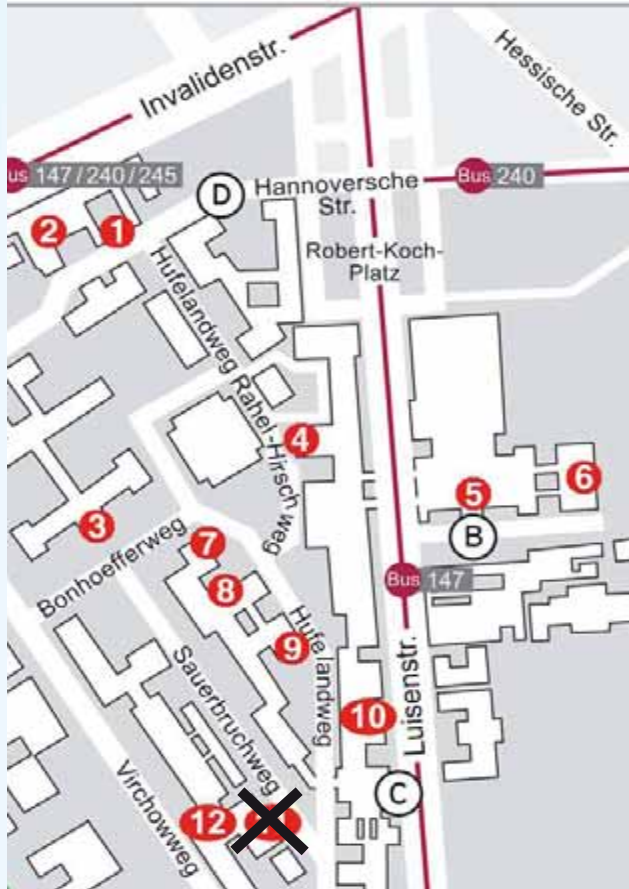 Invalidenstr.
Hessische Str.
Bus 147/240/245
D
Hannoversche
Str.
Bus 240
2
1
Robert-Koch-
Platz
Hufelandweg
Rahel-Hirsch weg
4
5
6
3
B
Bonhoefferweg
7
Bus 147
8
Hufelandweg
9
Sauerbruchweg
Luisenstr.
10
Virchowweg
C
12